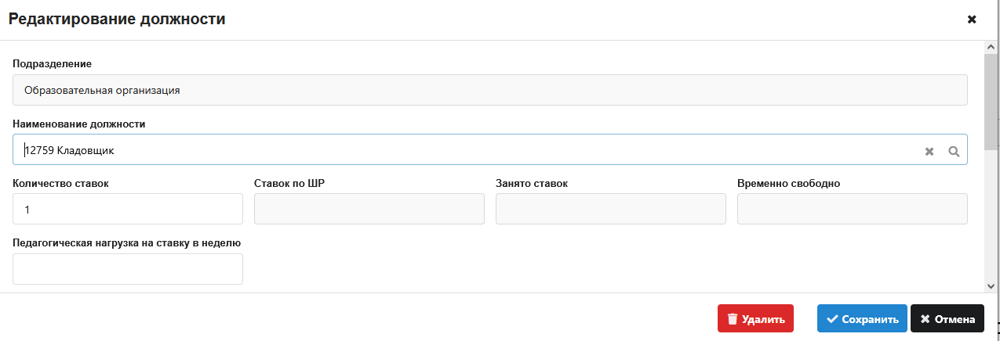 Редактирование должности
Подразделение
Образовательная организация
Наименование должности
12759 Кладовщик
Количество ставок
Ставок по ШР
Занято ставок
Временно свободно
1
Педагогическая нагрузка на ставку в неделю
Удалить
Сохранить
Отмена